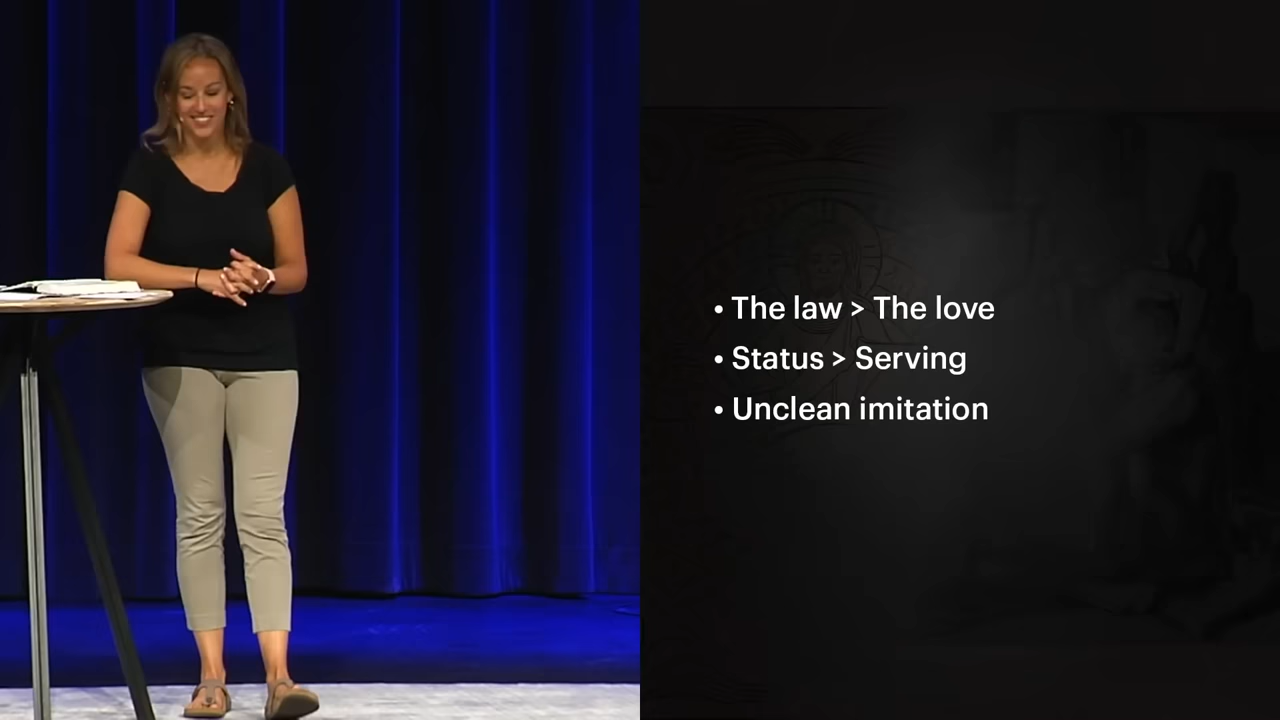 • The law > The love
• Status > Serving
• Unclean imitation